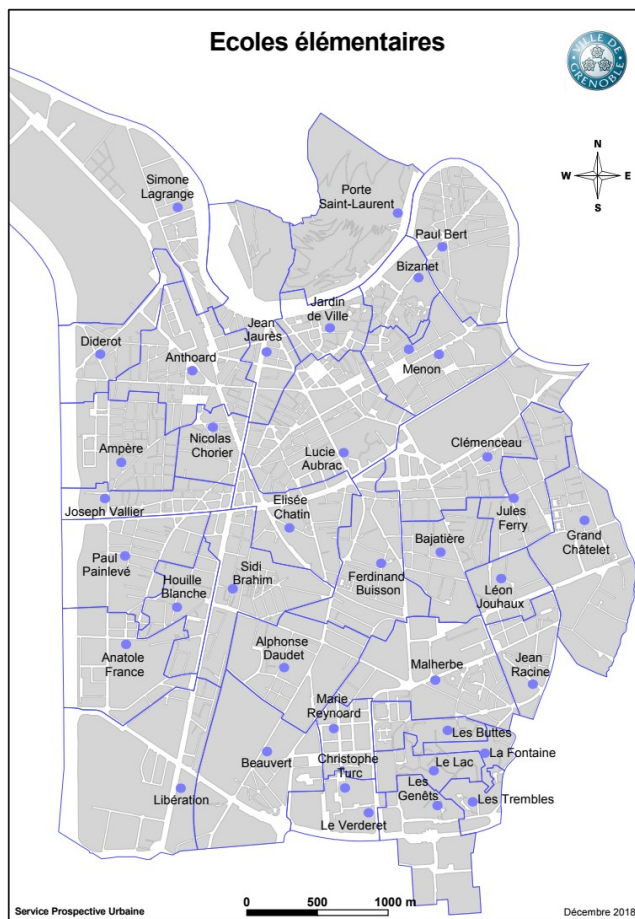 Ecoles élémentaires
VILLE DE
GRENOBLE
N
W
E
S
Simone
Lagrange
Porte
Saint-Laurent
Paul Bert
Bizanet
Jardin
de Ville
Jean
Jaurès
Diderot
Anthoard
Menon
Nicolas
Chorier
Ampère
Lucie
Aubrac
Clémenceau
Joseph Vallier
Elisée
Chatin
Jules
Ferry
Grand
Châtelet
Bajatière
Paul
Painlevé
Houille
Blanche
Sidi
Brahim
Ferdinand
Buisson
Léon
Jouhaux
Anatole
France
Alphonse
Daudet
Malherbe
Jean
Racine
Marie
Reynoard
Les Buttes
La Fontaine
Beauvert
Christophe
Turc
Le Lac
Les
Genêts
Les Trembles
Libération
Le Verderet
0
500
1000 m
Service Prospective Urbaine
Décembre 2018